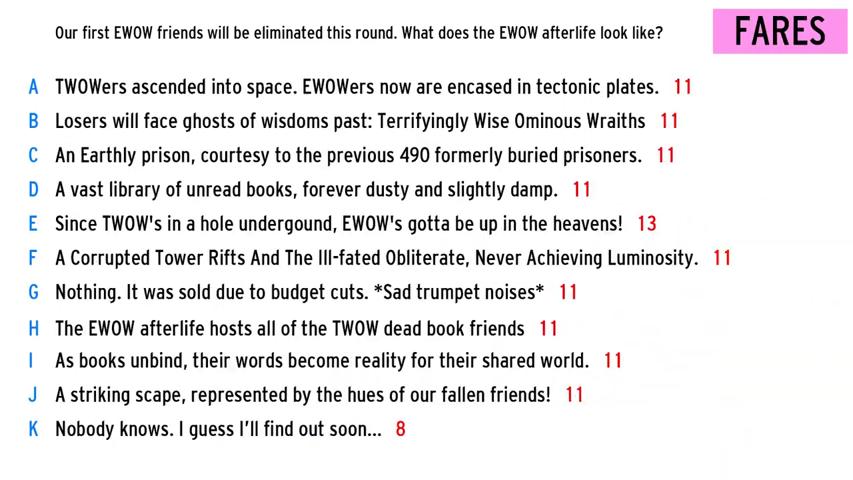 Our first EWOW friends will be eliminated this round. What does the EWOW afterlife look like?
FARES
A TWOWers ascended into space. EWOWers now are encased in tectonic plates. 11
B Losers will face ghosts of wisdoms past: Terrifyingly Wise Ominous Wraiths 11
C An Earthly prison, courtesy to the previous 490 formerly buried prisoners. 11
D A vast library of unread books, forever dusty and slightly damp. 11
E Since TWOW's in a hole undergound, EWOW's gotta be up in the heavens! 13
F A Corrupted Tower Rifts And The Ill-fated Obliterate, Never Achieving Luminosity. 11
G Nothing. It was sold due to budget cuts. *Sad trumpet noises* 11
H The EWOW afterlife hosts all of the TWOW dead book friends 11
I As books unbind, their words become reality for their shared world. 11
J A striking scape, represented by the hues of our fallen friends! 11
K Nobody knows. I guess I’ll find out soon... 8